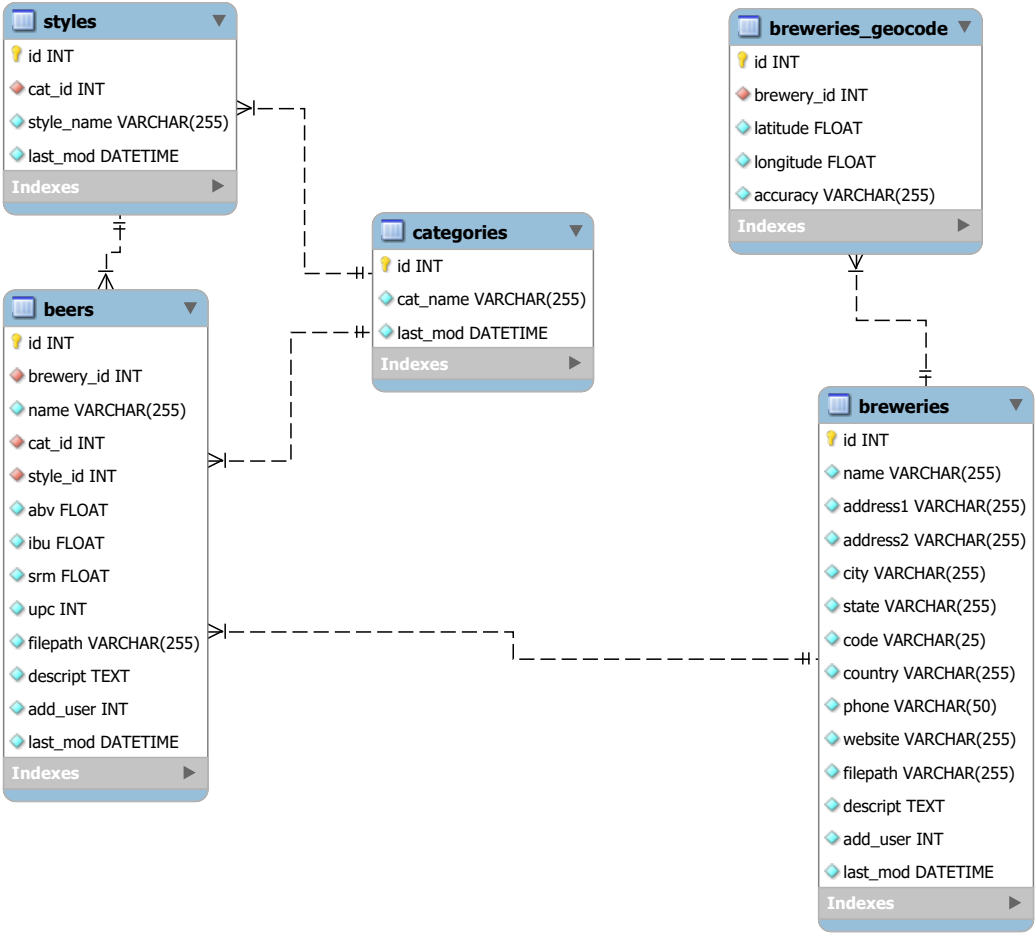 styles
id INT
cat_id INT
style_name VARCHAR(255)
last_mod DATETIME
Indexes
breweries_geocode
id INT
brewery_id INT
latitude FLOAT
longitude FLOAT
accuracy VARCHAR(255)
Indexes
categories
id INT
cat_name VARCHAR(255)
last_mod DATETIME
Indexes
beers
id INT
brewery_id INT
name VARCHAR(255)
cat_id INT
style_id INT
abv FLOAT
ibu FLOAT
srm FLOAT
upc INT
filepath VARCHAR(255)
descript TEXT
add_user INT
last_mod DATETIME
Indexes
breweries
id INT
name VARCHAR(255)
address1 VARCHAR(255)
address2 VARCHAR(255)
city VARCHAR(255)
state VARCHAR(255)
code VARCHAR(25)
country VARCHAR(255)
phone VARCHAR(50)
website VARCHAR(255)
filepath VARCHAR(255)
descript TEXT
add_user INT
last_mod DATETIME
Indexes